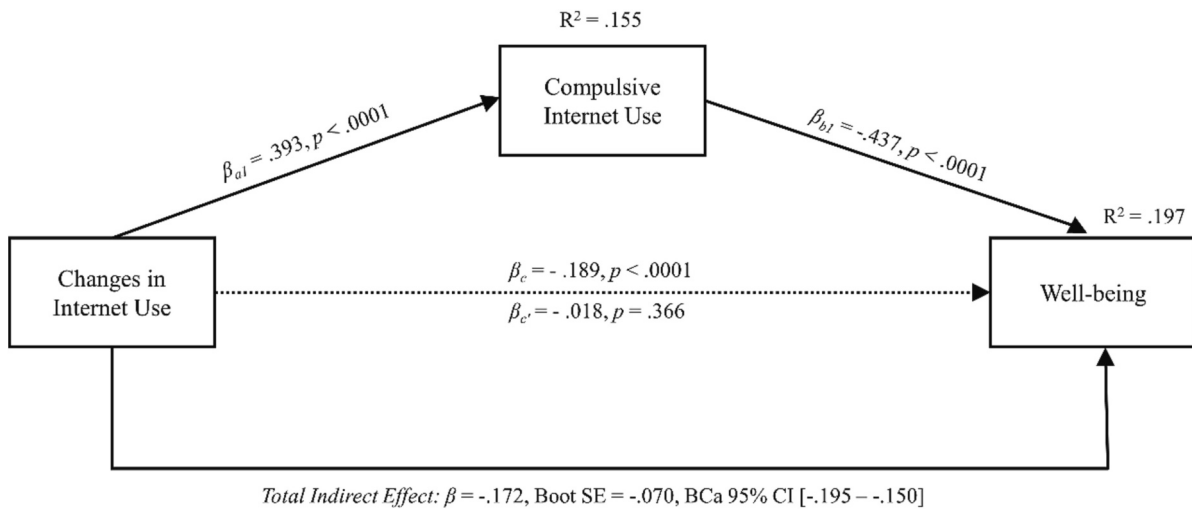 R² = .155
Compulsive
Internet Use
βa1 = .393, p < .0001
βb1 = -.437, p < .0001
R² = .197
Changes in
Internet Use
βc = - .189, p < .0001
βc' = - .018, p = .366
Well-being
Total Indirect Effect: β = -.172, Boot SE = -.070, BCa 95% CI [-.195 – -.150]